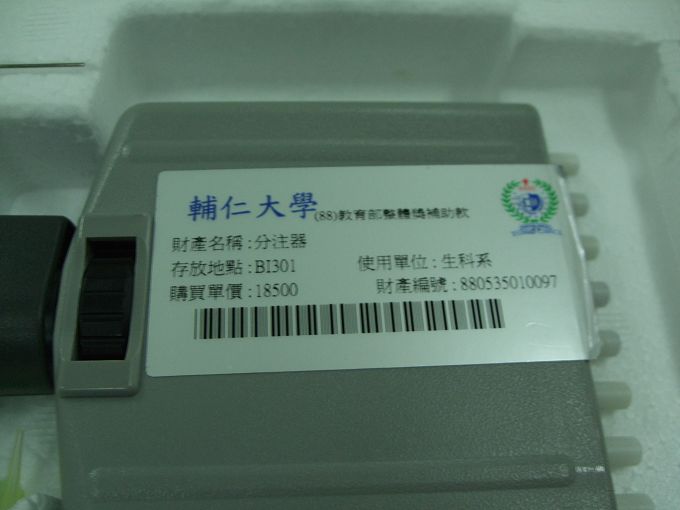 輔仁大學(88)教育部整體獎補助款
財產名稱:分注器
存放地點:BI301 使用單位:生科系
購買單價:18500 財產編號:880535010097